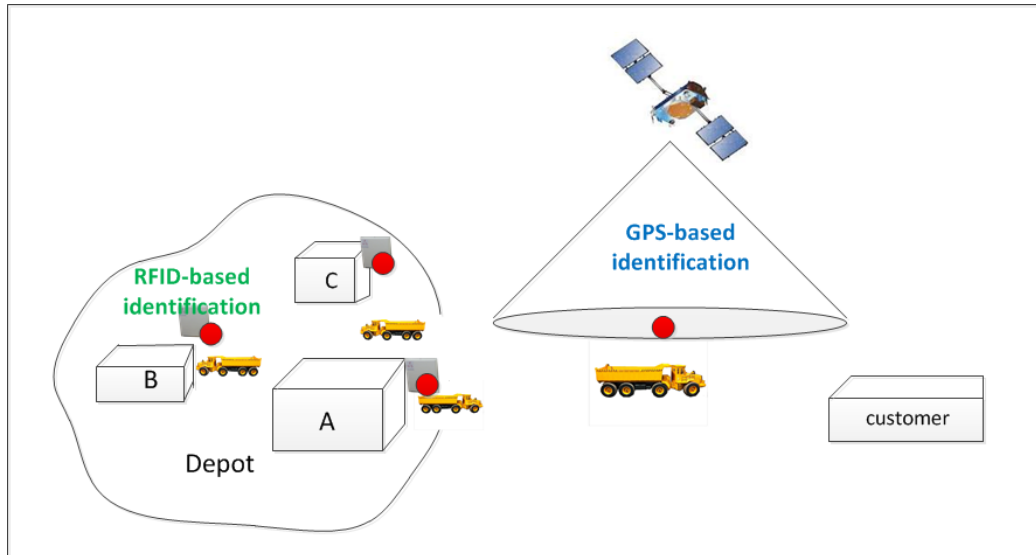 GPS-based
identification
RFID-based
identification
C
B
A
customer
Depot